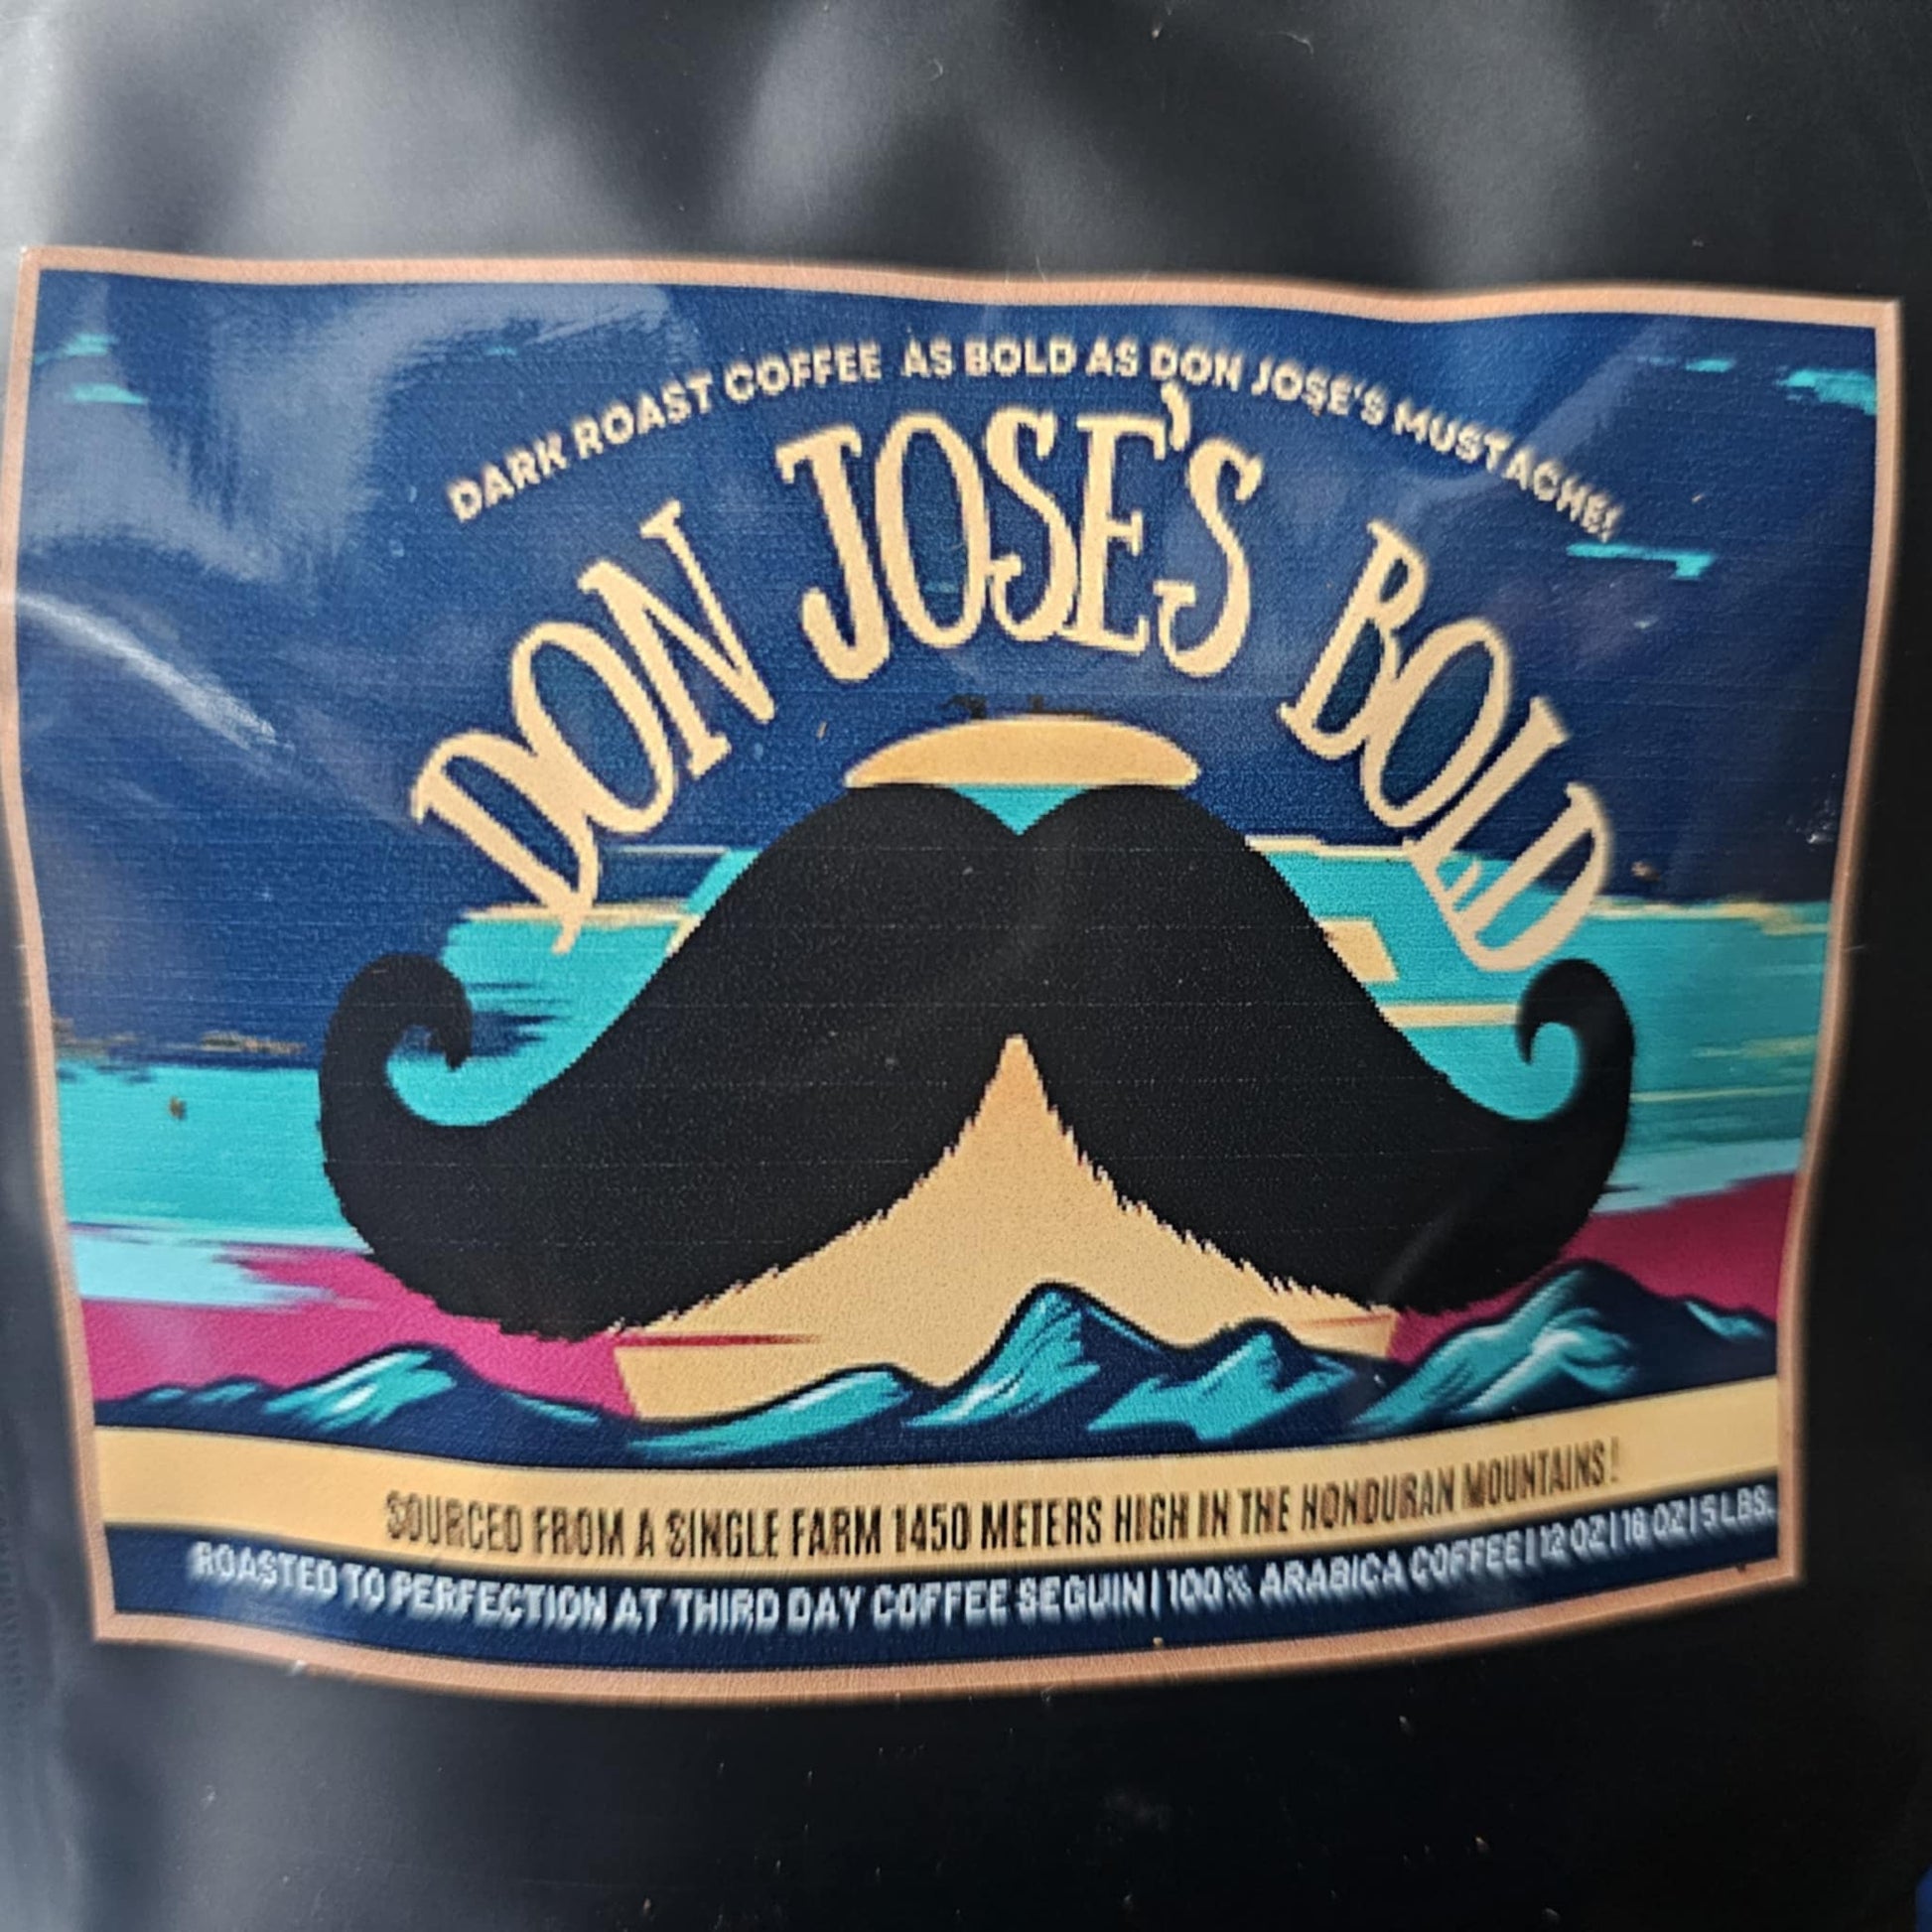 DARK ROAST COFFEE AS BOLD AS DON JOSE'S MUSTACHE!
DON JOSE'S BOLD
SOURCED FROM A SINGLE FARM 1450 METERS HIGH IN THE HONDURAN MOUNTAINS!
ROASTED TO PERFECTION AT THIRD DAY COFFEE SEGUIN | 100% ARABICA COFFEE | 12 OZ | 16 OZ | 5 LBS.